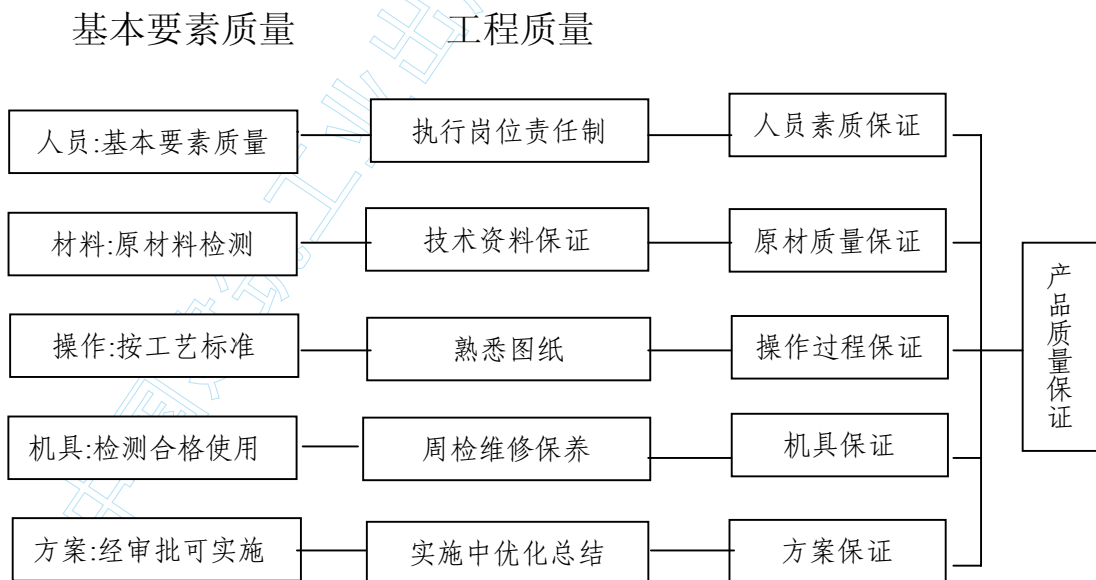 基本要素质量 工程质量
人员:基本要素质量 执行岗位责任制 人员素质保证
材料:原材料检测 技术资料保证 原材质量保证
操作:按工艺标准 熟悉图纸 操作过程保证
机具:检测合格使用 周检维修保养 机具保证
方案:经审批可实施 实施中优化总结 方案保证
产品质量保证